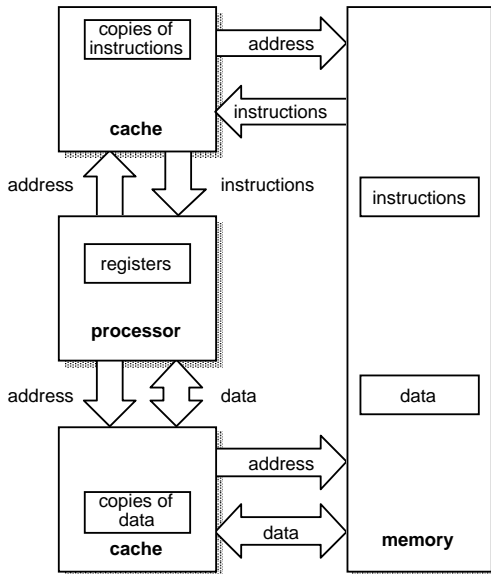 copies of
instructions
cache
address
instructions
address
instructions
instructions
registers
processor
address
data
data
address
copies of
data
cache
data
memory